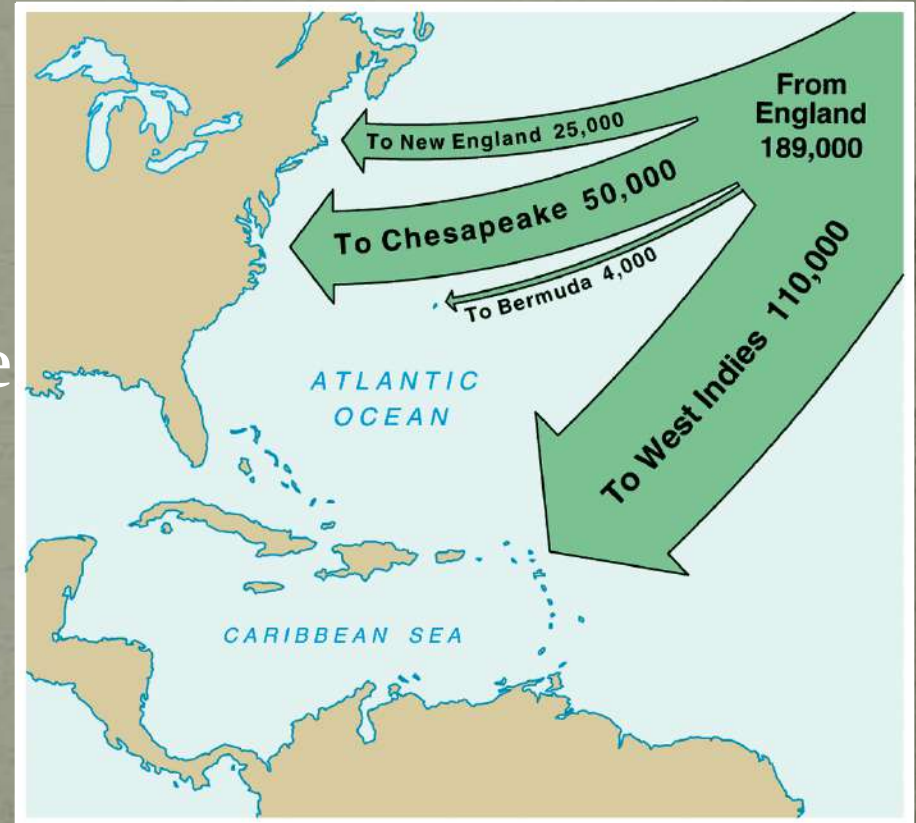 From
England
189,000
To New England 25,000
To Chesapeake 50,000
To Bermuda 4,000
To West Indies 110,000
ATLANTIC
OCEAN
CARIBBEAN SEA
e